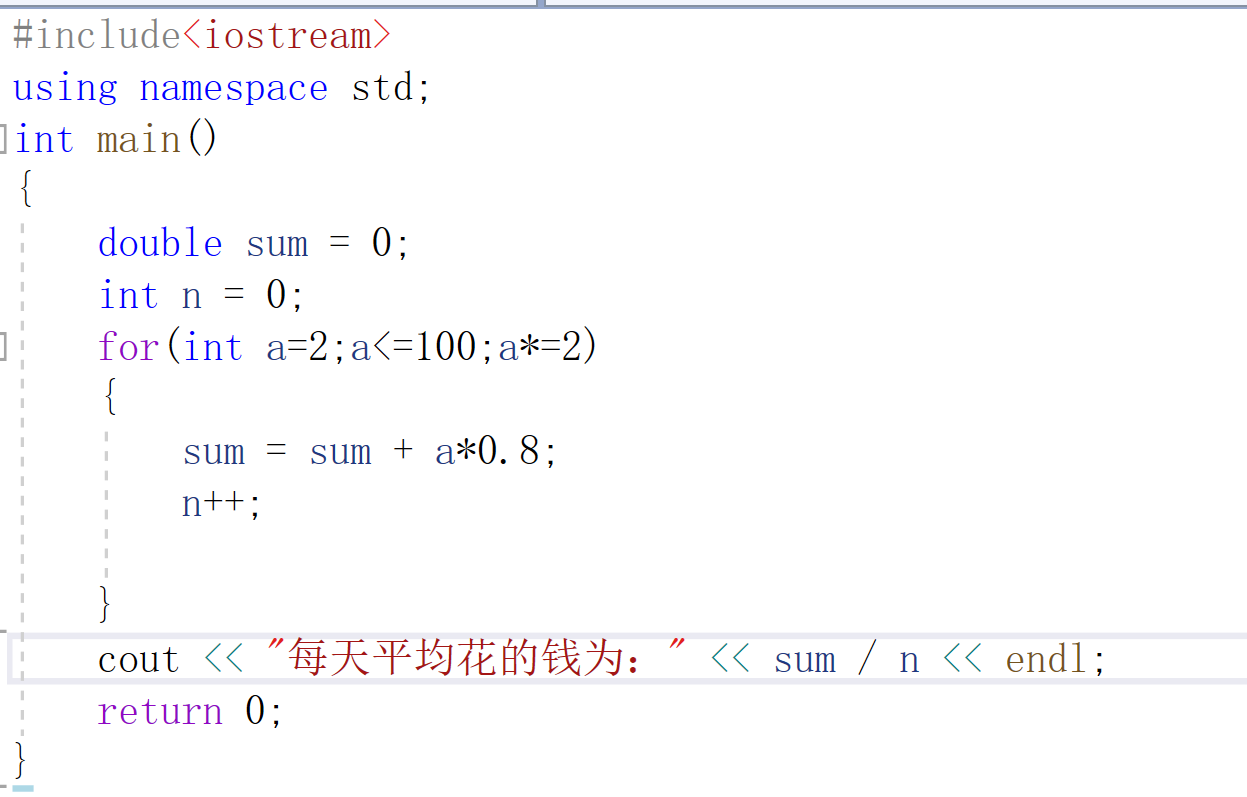 #include<iostream>
using namespace std;
int main()
{
    double sum = 0;
    int n = 0;
    for(int a=2;a<=100;a*=2)
    {
        sum = sum + a*0.8;
        n++;

    }
    cout << "每天平均花的钱为：" << sum / n << endl;
    return 0;
}